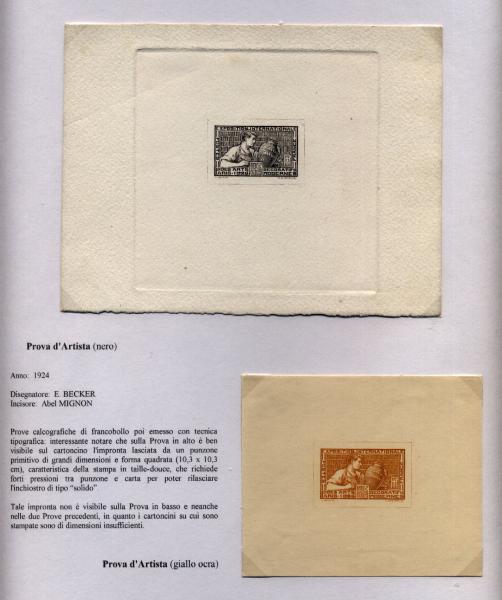 EXPOSITION INTERNATIONALE
Prova d'Artista (nero)
Anno: 1924
Disegnatore: E. BECKER
Incisore: Abel MIGNON
Prove calcografiche di francobollo poi emesso con tecnica
tipografica: interessante notare che sulla Prova in alto é ben
visibile sul cartoncino l'impronta lasciata da un punzone
primitivo di grandi dimensioni e forma quadrata (10,3 x 10,3
cm), caratteristica della stampa in taille-douce, che richiede
forti pressioni tra punzone e carta per poter rilasciare
l'inchiostro di tipo "solido".
Tale impronta non é visibile sulla Prova in basso e neanche
nelle due Prove precedenti, in quanto i cartoncini su cui sono
stampate sono di dimensioni insufficienti.
EXPOSITION INTERNATIONALE
Prova d'Artista (giallo ocra)